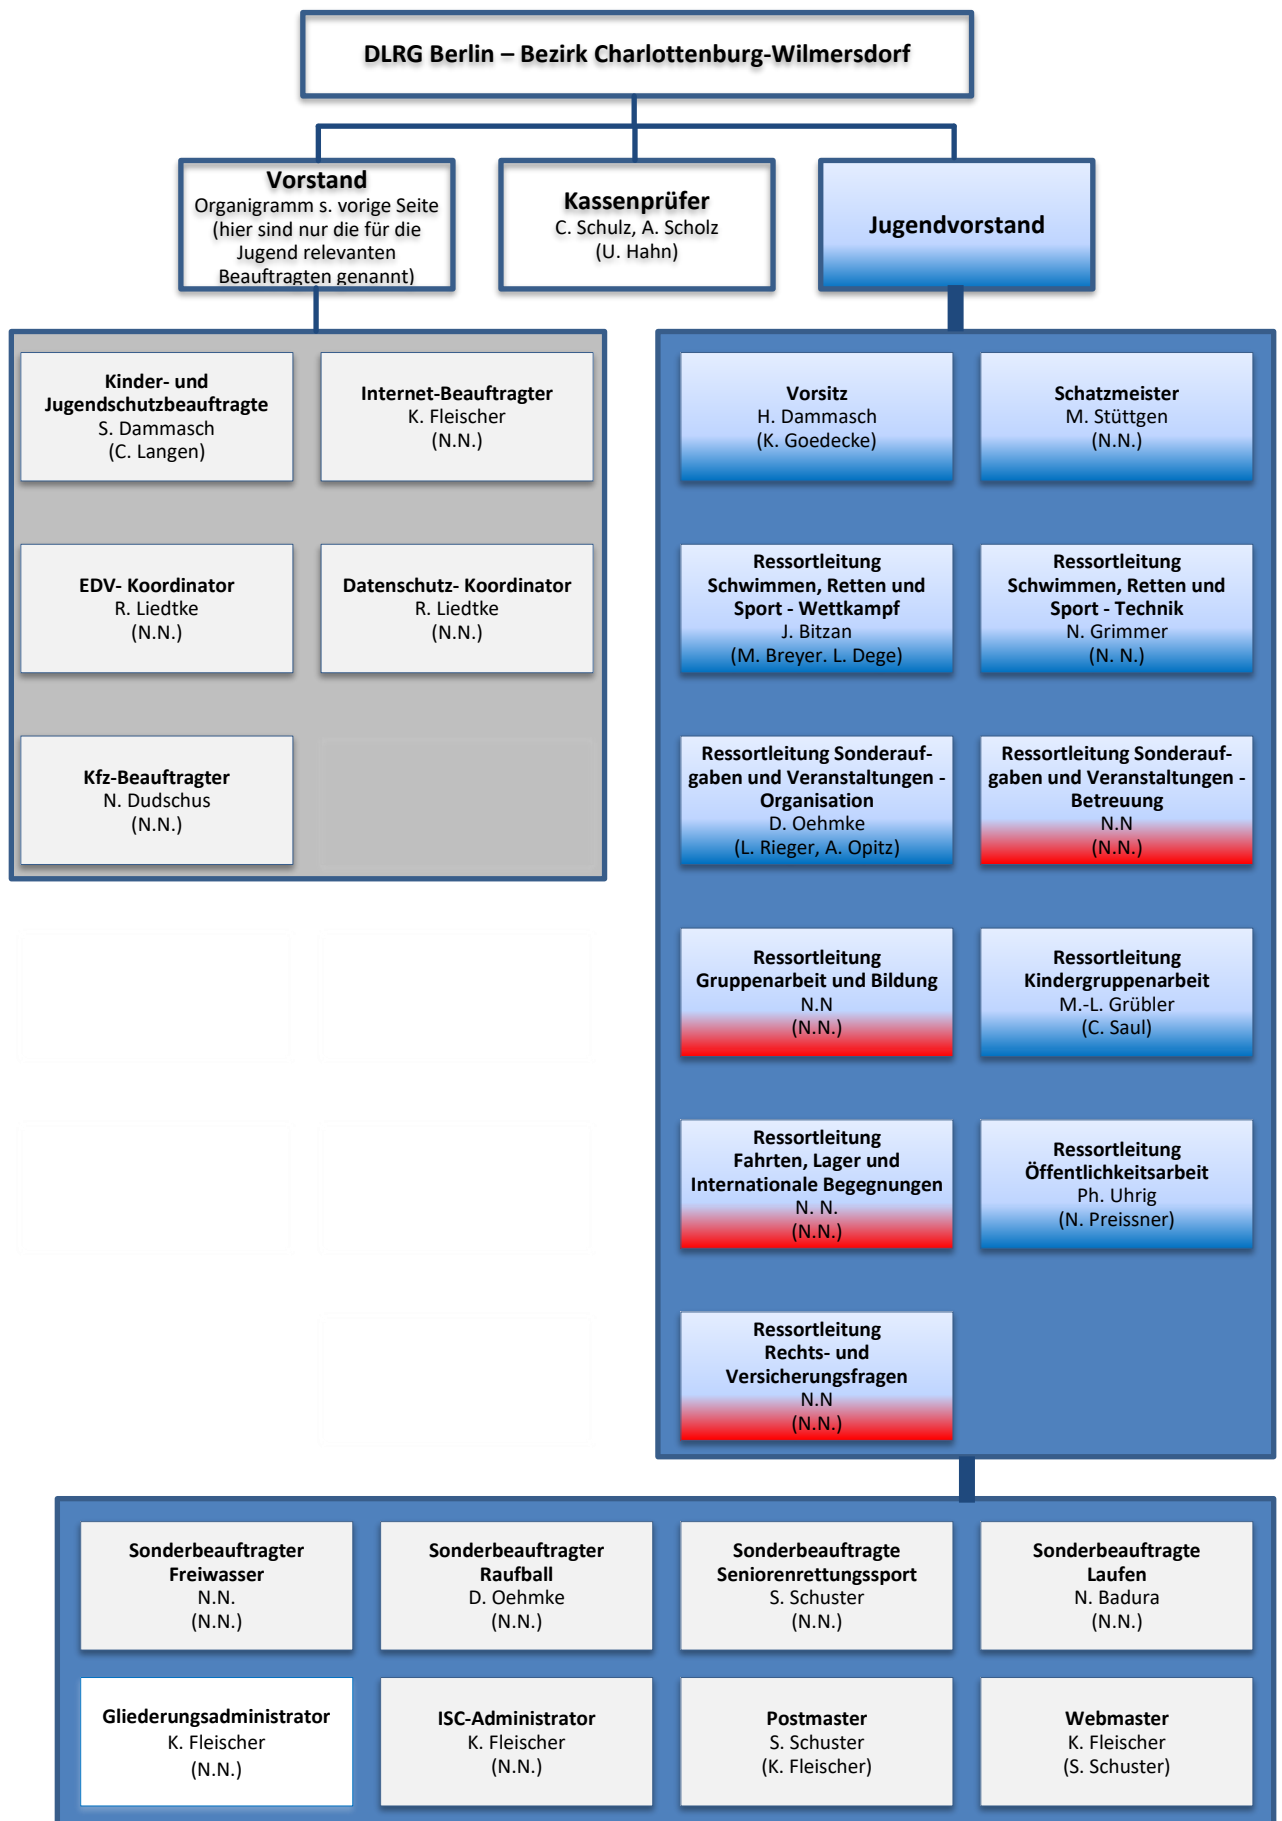 DLRG Berlin – Bezirk Charlottenburg-Wilmersdorf
Vorstand
Organigramm s. vorige Seite
(hier sind nur die für die
Jugend relevanten
Beauftragten genannt)
Kassenprüfer
C. Schulz, A. Scholz
(U. Hahn)
Jugendvorstand
Kinder- und
Jugendschutzbeauftragte
S. Dammasch
(C. Langen)
Internet-Beauftragter
K. Fleischer
(N.N.)
EDV- Koordinator
R. Liedtke
(N.N.)
Datenschutz- Koordinator
R. Liedtke
(N.N.)
Kfz-Beauftragter
N. Dudschus
(N.N.)
Vorsitz
H. Dammasch
(K. Goedecke)
Schatzmeister
M. Stüttgen
(N.N.)
Ressortleitung
Schwimmen, Retten und
Sport - Wettkampf
J. Bitzan
(M. Breyer. L. Dege)
Ressortleitung
Schwimmen, Retten und
Sport - Technik
N. Grimmer
(N. N.)
Ressortleitung Sonderauf-
gaben und Veranstaltungen -
Organisation
D. Oehmke
(L. Rieger, A. Opitz)
Ressortleitung Sonderauf-
gaben und Veranstaltungen -
Betreuung
N.N
(N.N.)
Ressortleitung
Gruppenarbeit und Bildung
N.N
(N.N.)
Ressortleitung
Kindergruppenarbeit
M.-L. Grübler
(C. Saul)
Ressortleitung
Fahrten, Lager und
Internationale Begegnungen
N. N.
(N.N.)
Ressortleitung
Öffentlichkeitsarbeit
Ph. Uhrig
(N. Preissner)
Ressortleitung
Rechts- und
Versicherungsfragen
N.N
(N.N.)
Sonderbeauftragter
Freiwasser
N.N.
(N.N.)
Sonderbeauftragter
Raufball
D. Oehmke
(N.N.)
Sonderbeauftragte
Seniorenrettungssport
S. Schuster
(N.N.)
Sonderbeauftragte
Laufen
N. Badura
(N.N.)
Gliederungsadministrator
K. Fleischer
(N.N.)
ISC-Administrator
K. Fleischer
(N.N.)
Postmaster
S. Schuster
(K. Fleischer)
Webmaster
K. Fleischer
(S. Schuster)